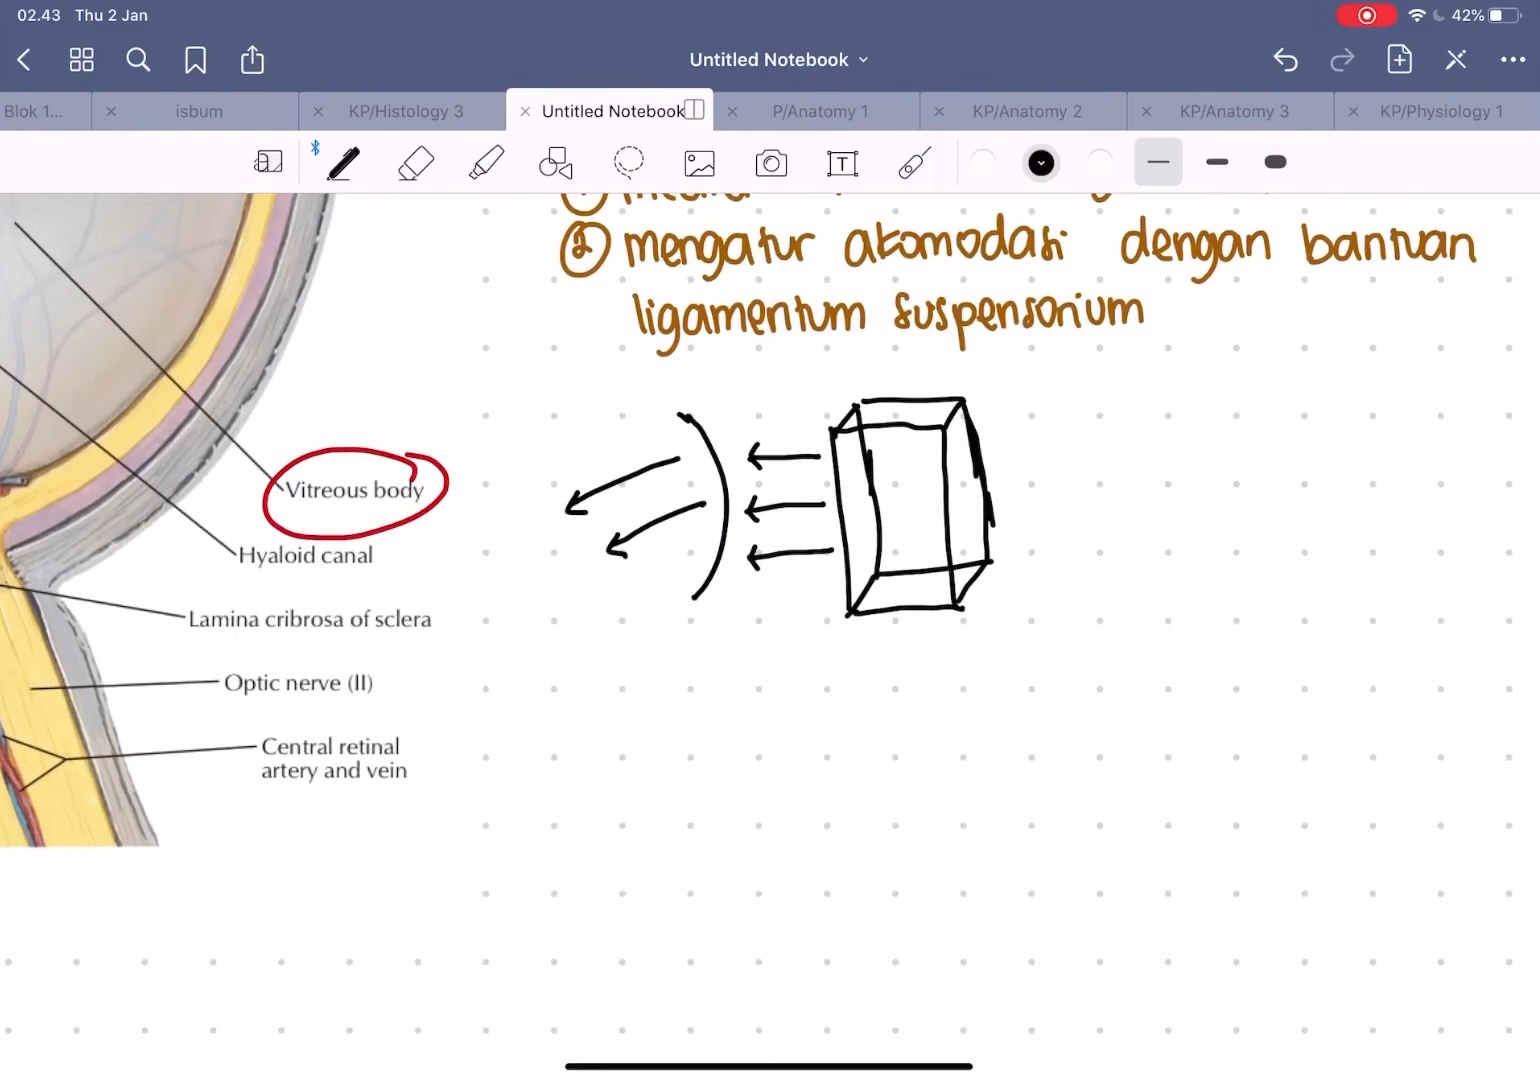 02.43 Thu 2 Jan
42%
Untitled Notebook
Blok 1...
isbum
KP/Histology 3
Untitled Notebook
P/Anatomy 1
KP/Anatomy 2
KP/Anatomy 3
KP/Physiology 1
② mengatur akomodasi dengan bantuan
ligamentum suspensorium
Vitreous body
Hyaloid canal
Lamina cribrosa of sclera
Optic nerve (II)
Central retinal
artery and vein